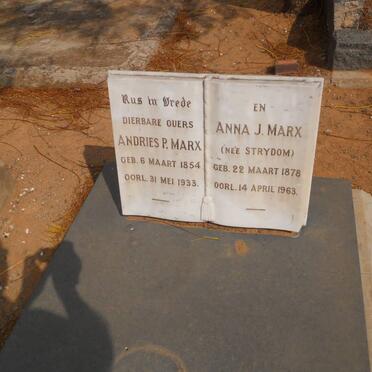 Rus in Vrede
DIERBARE OUERS
ANDRIES P. MARX
GEB. 6 MAART 1854
OORL. 31 MEI 1933.
EN
ANNA J. MARX
(NEÉ STRYDOM)
GEB. 22 MAART 1878
OORL. 14 APRIL 1963.